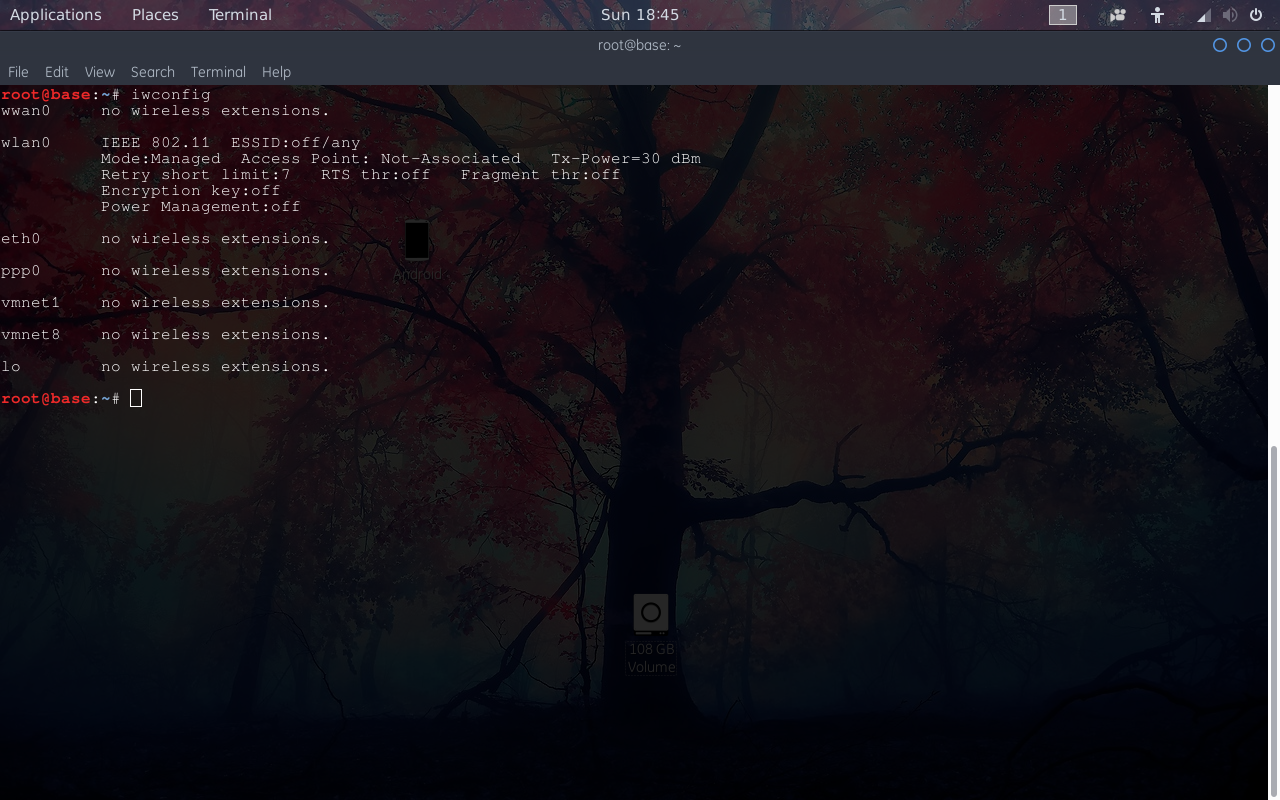 Applications Places Terminal Sun 18:45 1
root@base: ~
File Edit View Search Terminal Help
root@base:~# iwconfig
wwan0     no wireless extensions.
wlan0     IEEE 802.11  ESSID:off/any
          Mode:Managed  Access Point: Not-Associated   Tx-Power=30 dBm
          Retry short limit:7   RTS thr:off   Fragment thr:off
          Encryption key:off
          Power Management:off
eth0      no wireless extensions.
ppp0      no wireless extensions.
vmnet1    no wireless extensions.
vmnet8    no wireless extensions.
lo        no wireless extensions.
root@base:~#
Android
108 GB
Volume